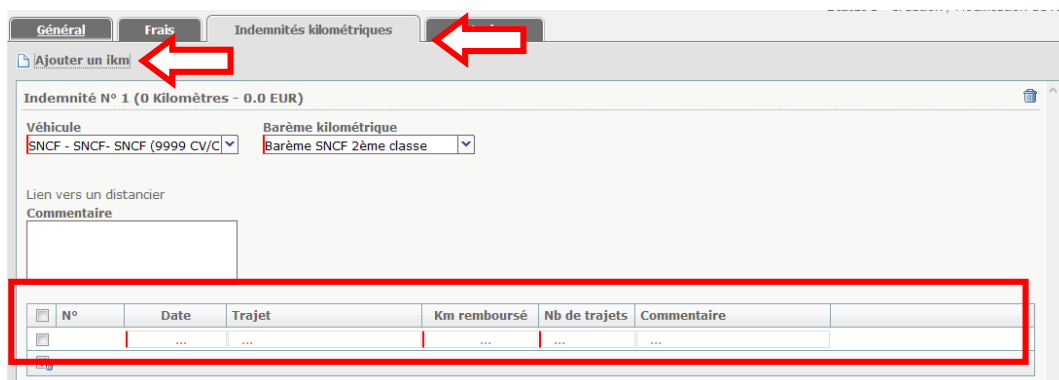 Général Frais Indemnités kilométriques
Ajouter un ikm
Indemnité N° 1 (0 Kilomètres - 0.0 EUR)
Véhicule Barème kilométrique
SNCF - SNCF- SNCF (9999 CV/C Barème SNCF 2ème classe
Lien vers un distancier
Commentaire
N° Date Trajet Km remboursé Nb de trajets Commentaire
... ... ... ... ...